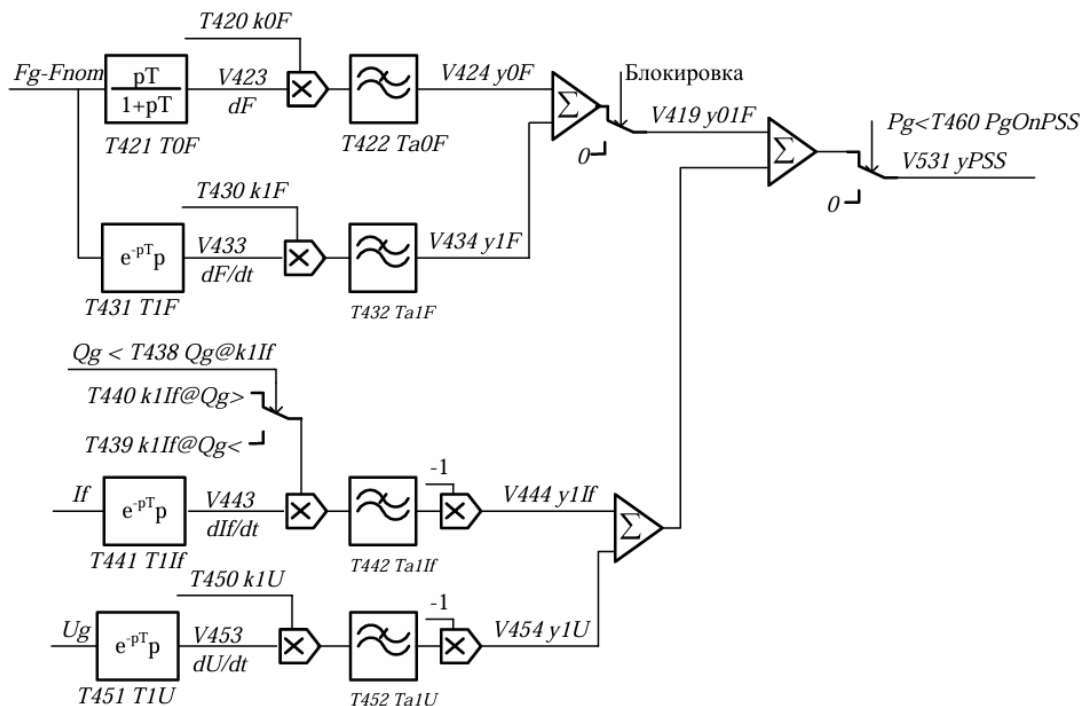 T420 k0F
Fg-Fnom
pT
1+pT
T421 T0F
V423
dF
T422 Ta0F
V424 y0F
Σ
Блокировка
0
V419 y01F
Σ
Pg<T460 PgOnPSS
V531 yPSS
0
T430 k1F
e-pTp
T431 T1F
V433
dF/dt
T432 Ta1F
V434 y1F
Qg < T438 Qg@k1If
T440 k1If@Qg>
T439 k1If@Qg<
If
e-pTp
T441 T1If
V443
dIf/dt
T442 Ta1If
-1
V444 y1If
Σ
T450 k1U
Ug
e-pTp
T451 T1U
V453
dU/dt
T452 Ta1U
-1
V454 y1U